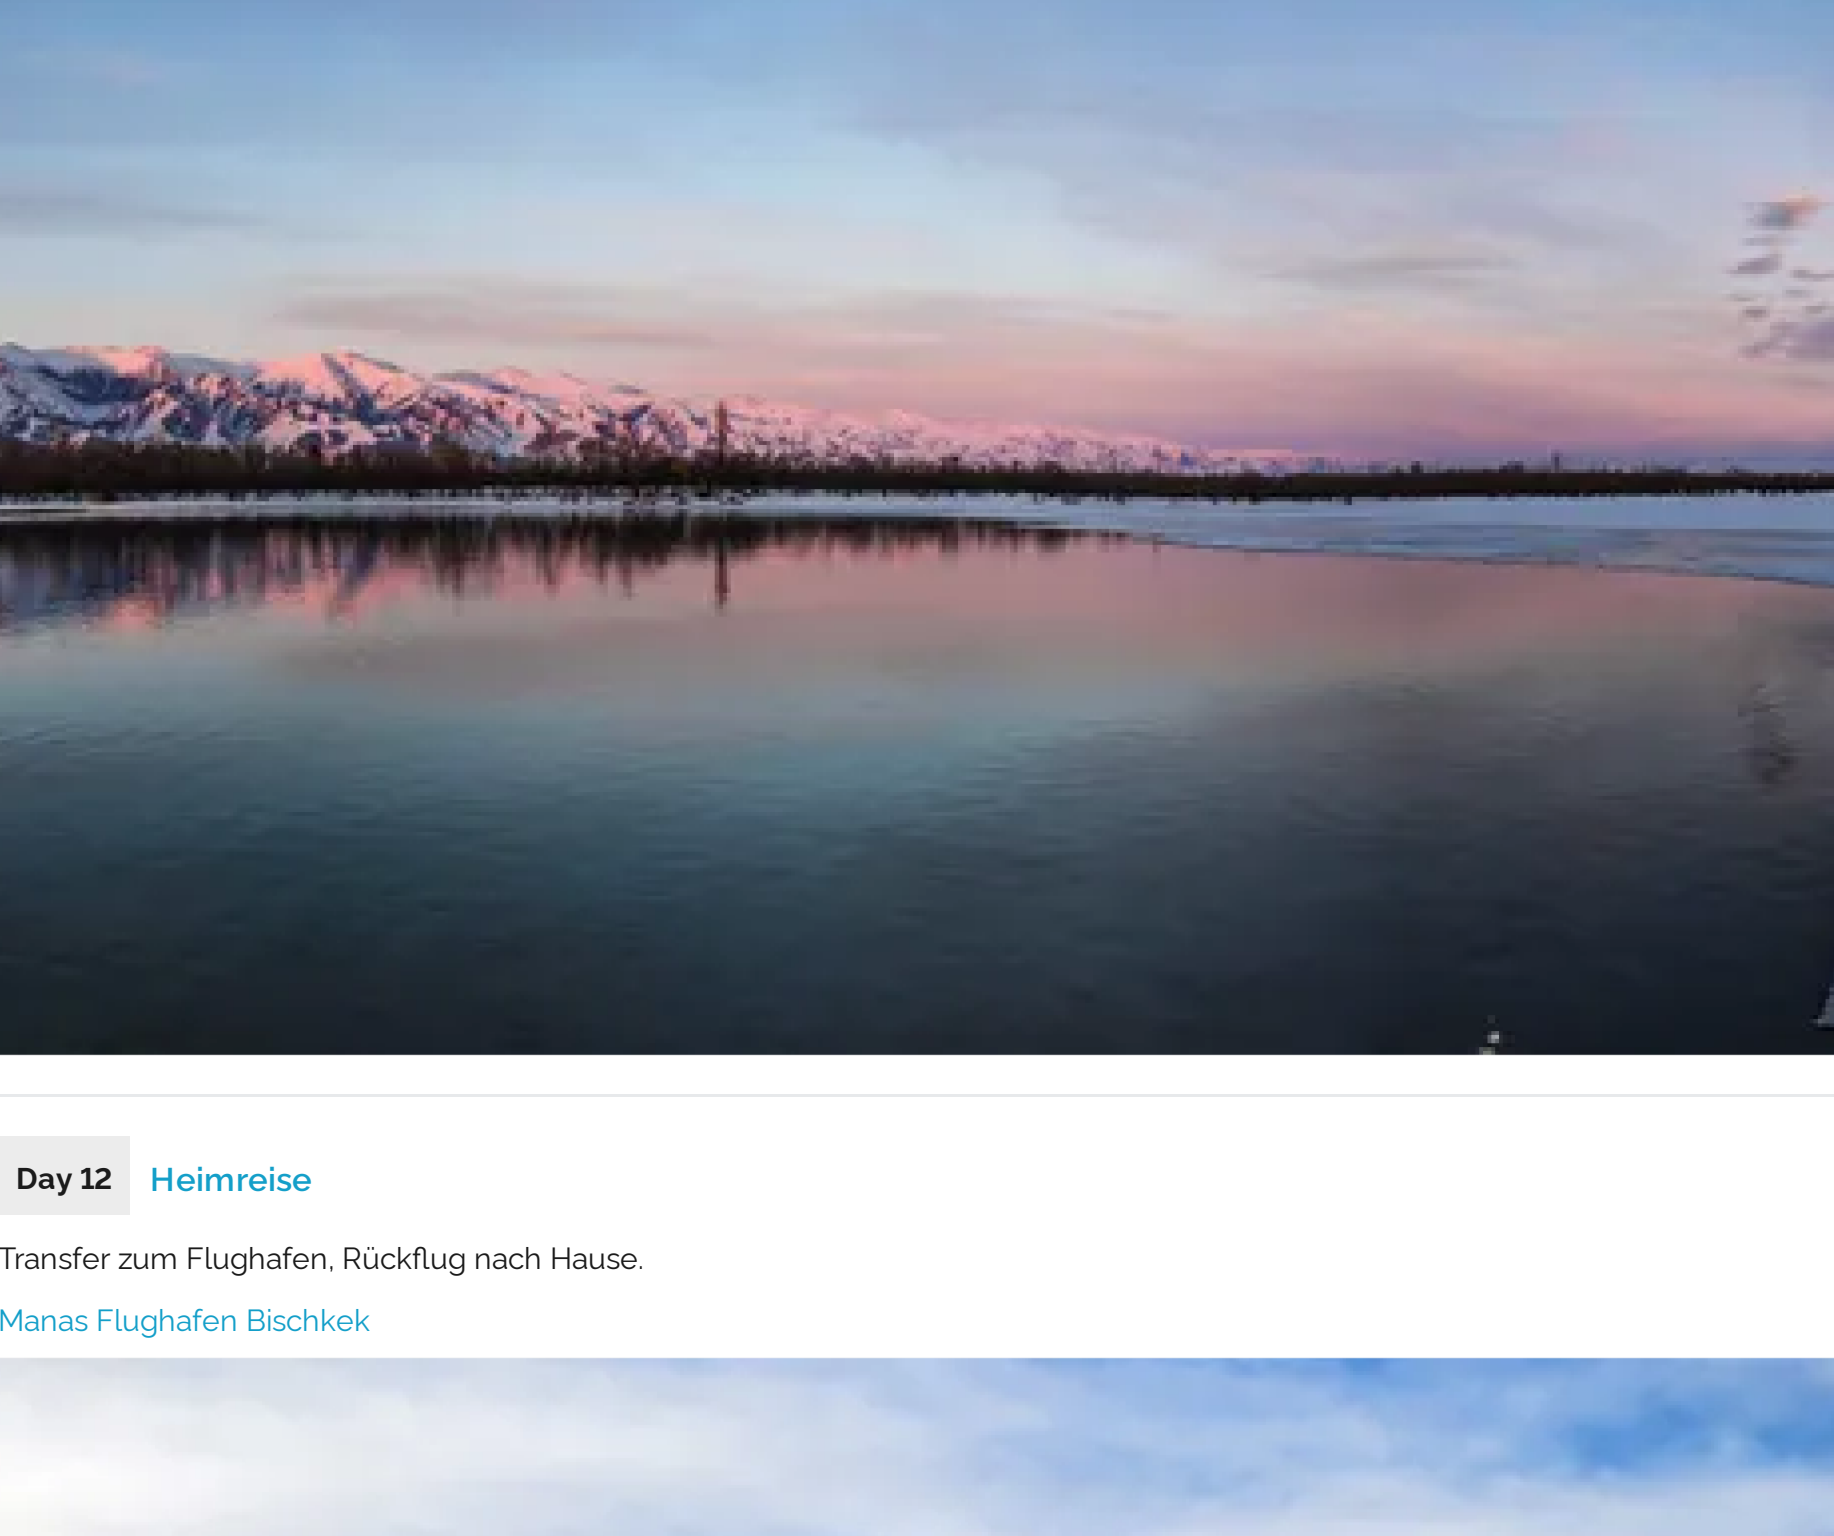 Day 12
Heimreise
Transfer zum Flughafen, Rückflug nach Hause.
Manas Flughafen Bischkek